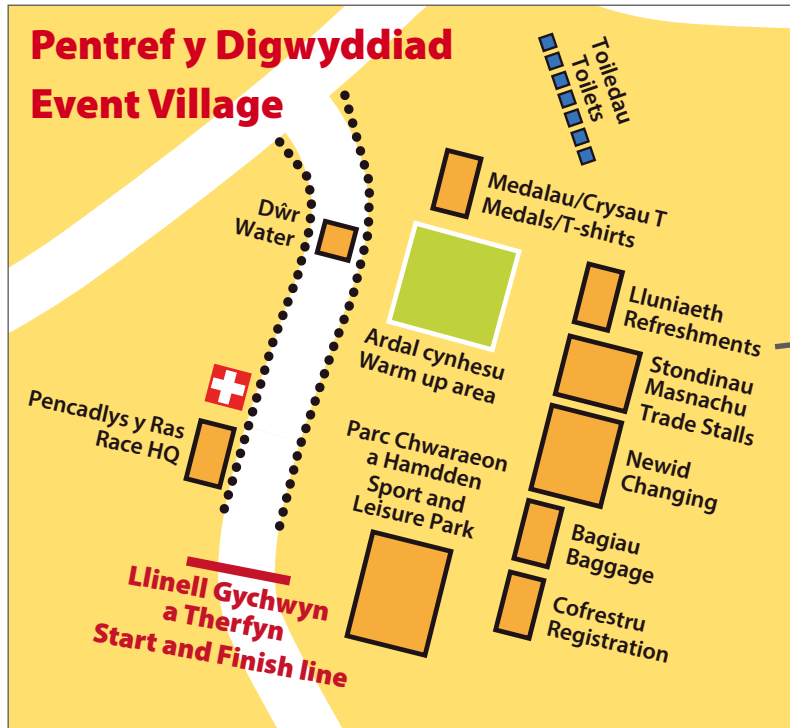 Pentref y Digwyddiad
Event Village
Toiledau
Toilets
Medalau/Crysau T
Medals/T-shirts
Dŵr
Water
Lluniaeth
Refreshments
Ardal cynhesu
Warm up area
Stondinau
Masnachu
Trade Stalls
Pencadlys y Ras
Race HQ
Parc Chwaraeon
a Hamdden
Sport and
Leisure Park
Newid
Changing
Bagiau
Baggage
Cofrestru
Registration
Llinell Gychwyn
a Therfyn
Start and Finish line